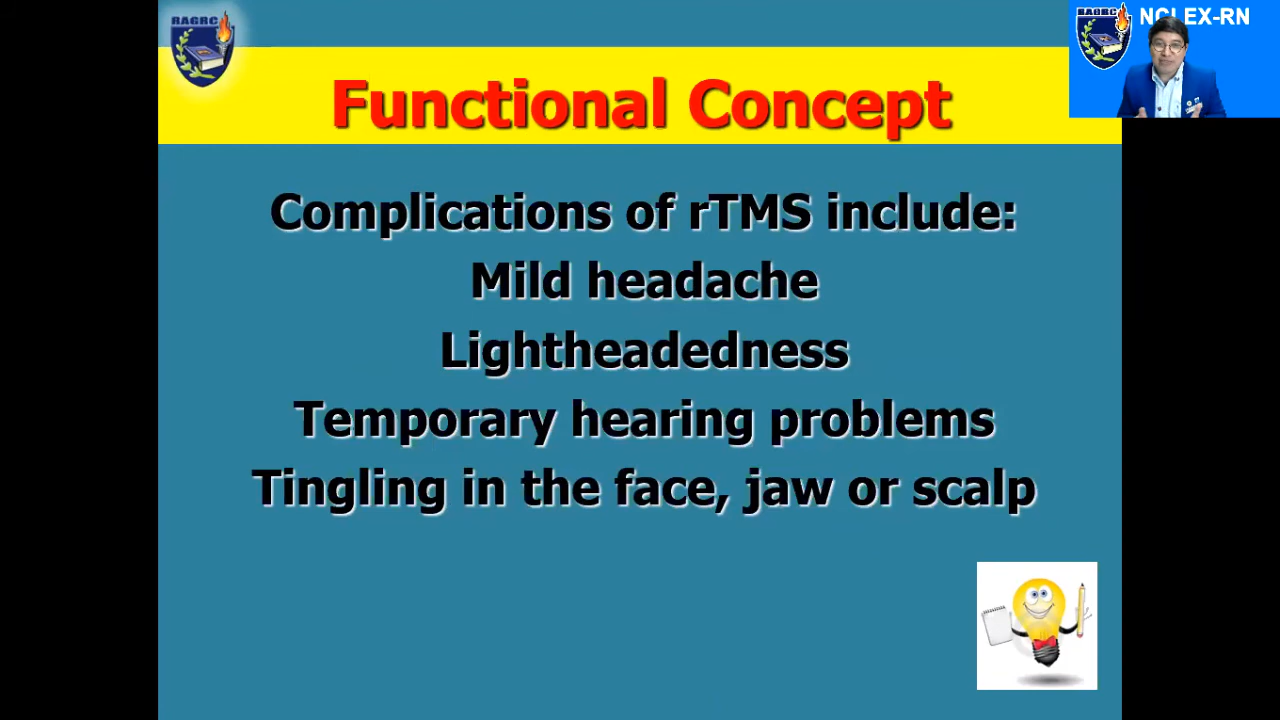 RAGRC
RAGRC
NCLEX-RN
Functional Concept
Complications of rTMS include:
Mild headache
Lightheadedness
Temporary hearing problems
Tingling in the face, jaw or scalp